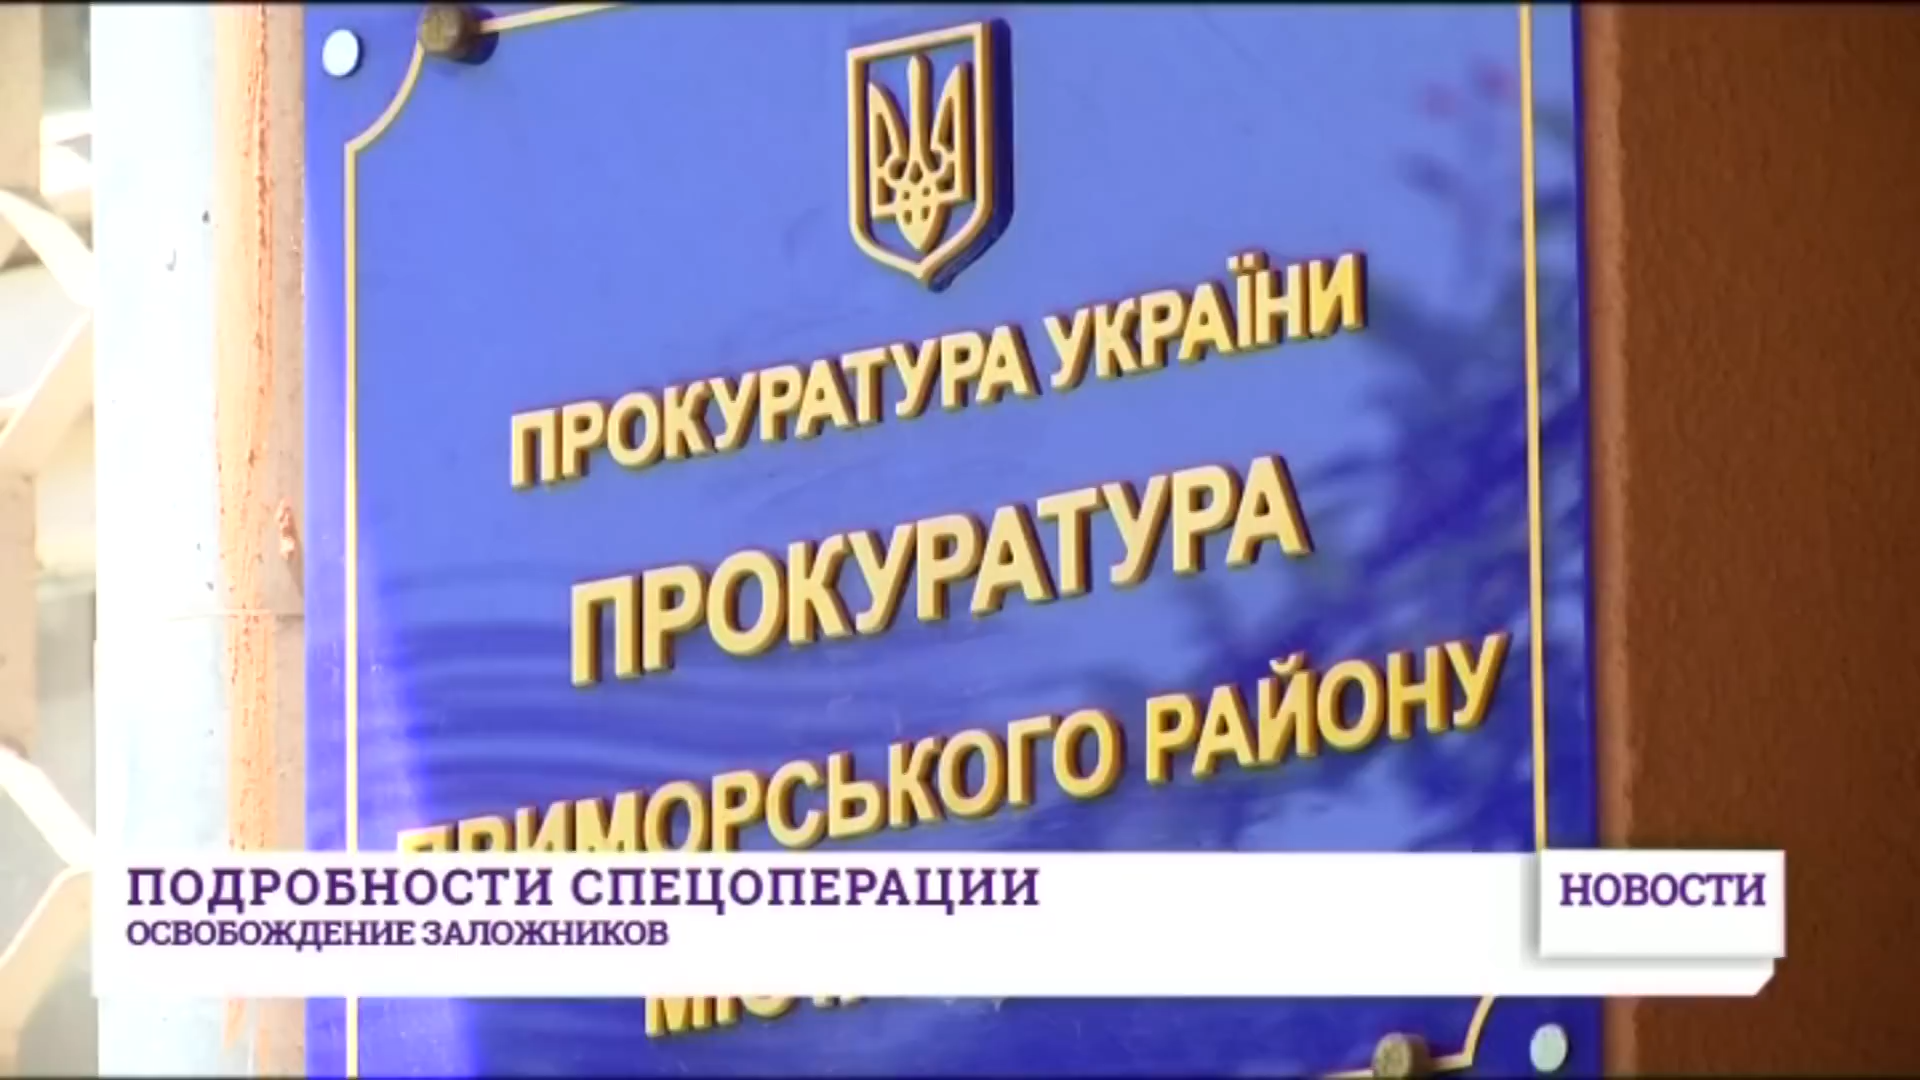 ПРОКУРАТУРА УКРАЇНИ
ПРОКУРАТУРА
ПРИМОРСЬКОГО РАЙОНУ
ПОДРОБНОСТИ СПЕЦОПЕРАЦИИ
ОСВОБОЖДЕНИЕ ЗАЛОЖНИКОВ
НОВОСТИ